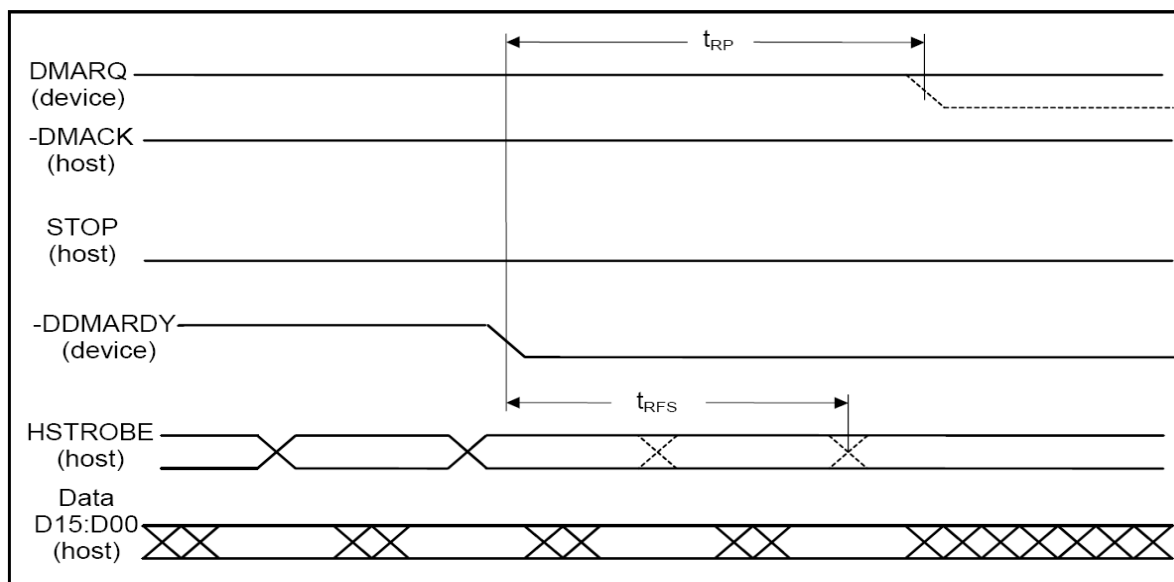 tRP
DMARQ
(device)
-DMACK
(host)
STOP
(host)
-DDMARDY
(device)
tRFS
HSTROBE
(host)
Data
D15:D00
(host)